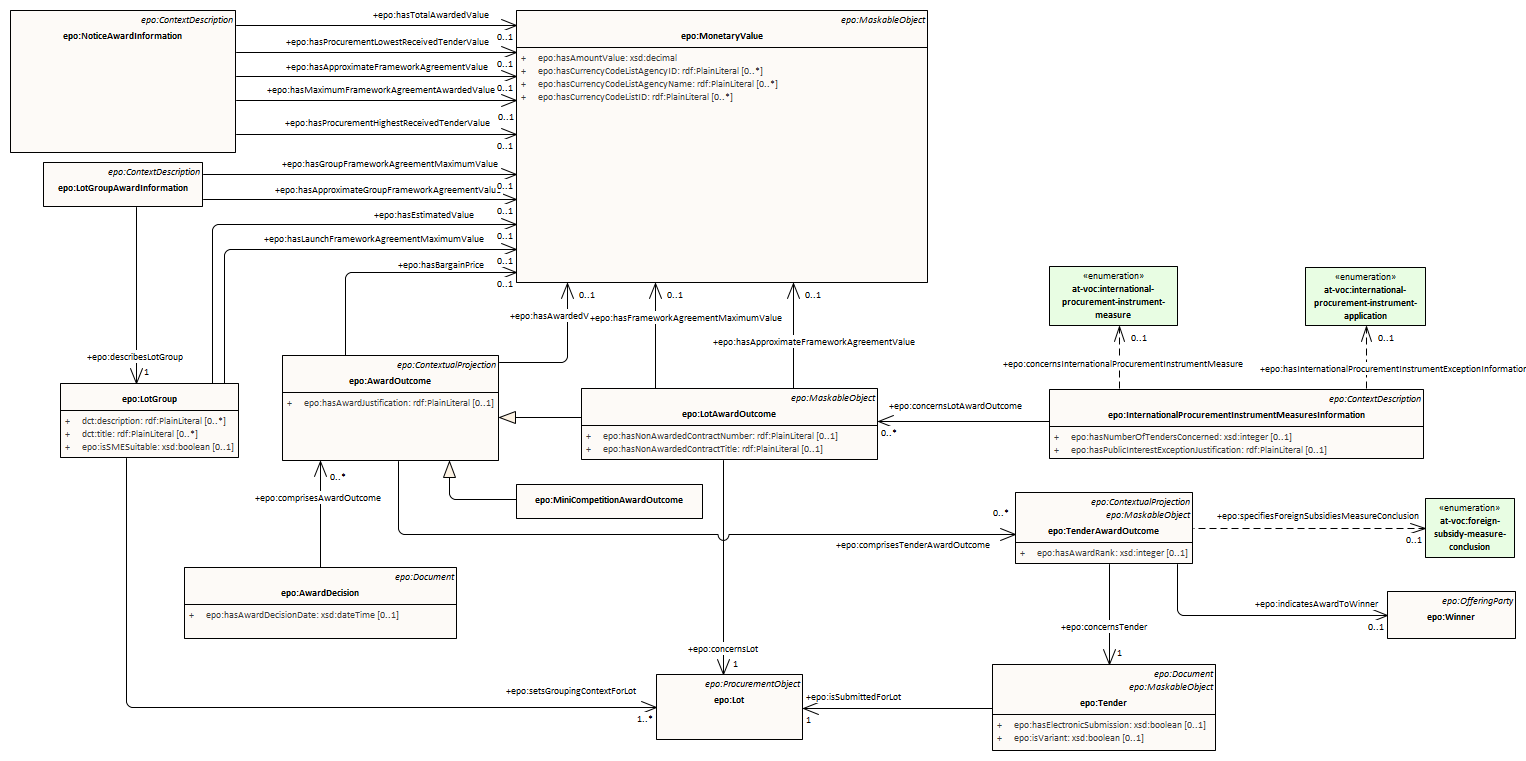 epo:ContextDescription
epo:NoticeAwardInformation
+epo:hasTotalAwardedValue
0..1
+epo:hasProcurementLowestReceivedTenderValue
0..1
+epo:hasApproximateFrameworkAgreementValue
0..1
+epo:hasMaximumFrameworkAgreementAwardedValue
0..1
+epo:hasProcurementHighestReceivedTenderValue
0..1
epo:MaskableObject
epo:MonetaryValue
+ epo:hasAmountValue: xsd:decimal
+ epo:hasCurrencyCodeListAgencyID: rdf:PlainLiteral [0..*]
+ epo:hasCurrencyCodeListAgencyName: rdf:PlainLiteral [0..*]
+ epo:hasCurrencyCodeListID: rdf:PlainLiteral [0..*]
epo:ContextDescription
epo:LotGroupAwardInformation
+epo:hasGroupFrameworkAgreementMaximumValue
0..1
+epo:hasApproximateGroupFrameworkAgreementValu
0..1
+epo:hasEstimatedValue
0..1
+epo:hasLaunchFrameworkAgreementMaximumValue
0..1
+epo:hasBargainPrice
0..1
0..1
+epo:hasAwardedV
0..1
+epo:hasFrameworkAgreementMaximumValue
0..1
+epo:hasApproximateFrameworkAgreementValue
«enumeration»
at-voc:international-
procurement-instrument-
measure
«enumeration»
at-voc:international-
procurement-instrument-
application
0..1
+epo:concernsInternationalProcurementInstrumentMeasure
0..1
+epo:hasInternationalProcurementInstrumentExceptionInformation
+epo:describesLotGroup
1
epo:LotGroup
+ dct:description: rdf:PlainLiteral [0..*]
+ dct:title: rdf:PlainLiteral [0..*]
+ epo:isSMESuitable: xsd:boolean [0..1]
epo:ContextualProjection
epo:AwardOutcome
+ epo:hasAwardJustification: rdf:PlainLiteral [0..1]
epo:MaskableObject
epo:LotAwardOutcome
+ epo:hasNonAwardedContractNumber: rdf:PlainLiteral [0..1]
+ epo:hasNonAwardedContractTitle: rdf:PlainLiteral [0..1]
+epo:concernsLotAwardOutcome
0..*
epo:ContextDescription
epo:InternationalProcurementInstrumentMeasuresInformation
+ epo:hasNumberOfTendersConcerned: xsd:integer [0..1]
+ epo:hasPublicInterestExceptionJustification: rdf:PlainLiteral [0..1]
0..*
+epo:comprisesAwardOutcome
epo:MiniCompetitionAwardOutcome
0..*
+epo:comprisesTenderAwardOutcome
epo:ContextualProjection
epo:MaskableObject
epo:TenderAwardOutcome
+ epo:hasAwardRank: xsd:integer [0..1]
+epo:specifiesForeignSubsidiesMeasureConclusion
0..1
«enumeration»
at-voc:foreign-
subsidy-measure-
conclusion
epo:Document
epo:AwardDecision
+ epo:hasAwardDecisionDate: xsd:dateTime [0..1]
+epo:indicatesAwardToWinner
0..1
epo:OfferingParty
epo:Winner
+epo:concernsTender
1
+epo:concernsLot
1
+epo:setsGroupingContextForLot
1..*
epo:ProcurementObject
epo:Lot
+epo:isSubmittedForLot
1
epo:Document
epo:MaskableObject
epo:Tender
+ epo:hasElectronicSubmission: xsd:boolean [0..1]
+ epo:isVariant: xsd:boolean [0..1]